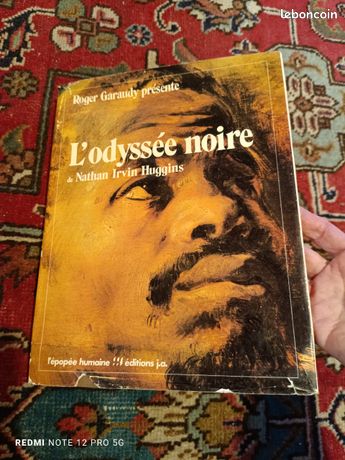 leboncoin
Roger Garaudy présente
L'odyssée noire
de Nathan Irvin Huggins
l'épopée humaine éditions j.a.
REDMI NOTE 12 PRO 5G